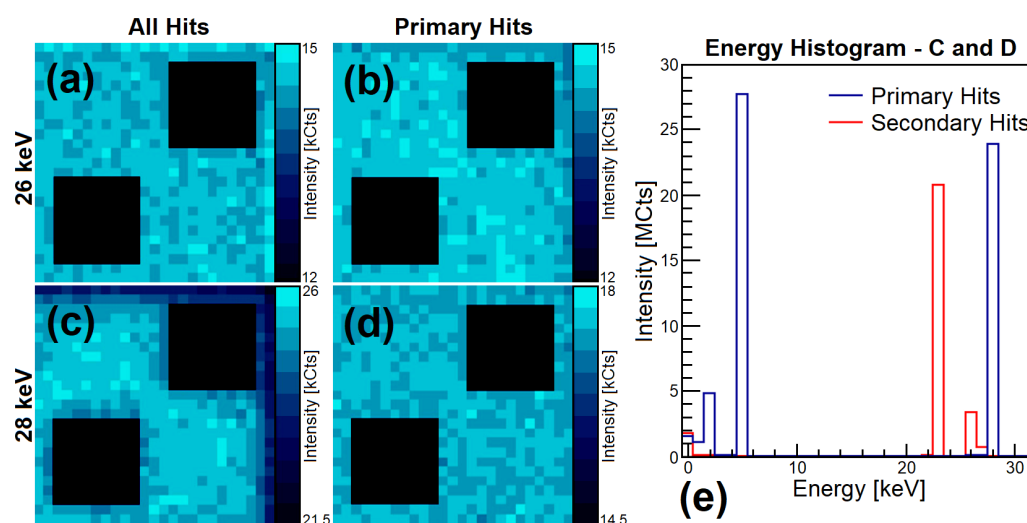 All Hits
Primary Hits
26 keV
(a)
15
Intensity [kCts]
12
(b)
15
Intensity [kCts]
12
28 keV
(c)
26
Intensity [kCts]
21.5
(d)
18
Intensity [kCts]
14.5
Energy Histogram - C and D
Primary Hits
Secondary Hits
Intensity [MCts]
30
25
20
15
10
5
0
0
10
20
30
Energy [keV]
(e)